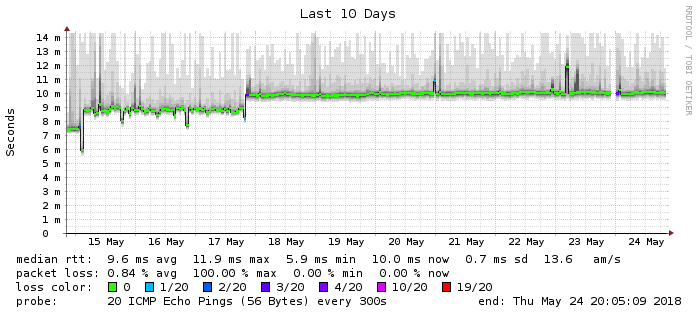 Last 10 Days
RRDTOOL / TOBI OETIKER
Seconds
14 m
13 m
12 m
11 m
10 m
9 m
8 m
7 m
6 m
5 m
4 m
3 m
2 m
1 m
0
15 May 16 May 17 May 18 May 19 May 20 May 21 May 22 May 23 May 24 May
median rtt: 9.6 ms avg 11.9 ms max 5.9 ms min 10.0 ms now 0.7 ms sd 13.6 am/s
packet loss: 0.84 % avg 100.00 % max 0.00 % min 0.00 % now
loss color: 0 1/20 2/20 3/20 4/20 10/20 19/20
probe: 20 ICMP Echo Pings (56 Bytes) every 300s end: Thu May 24 20:05:09 2018